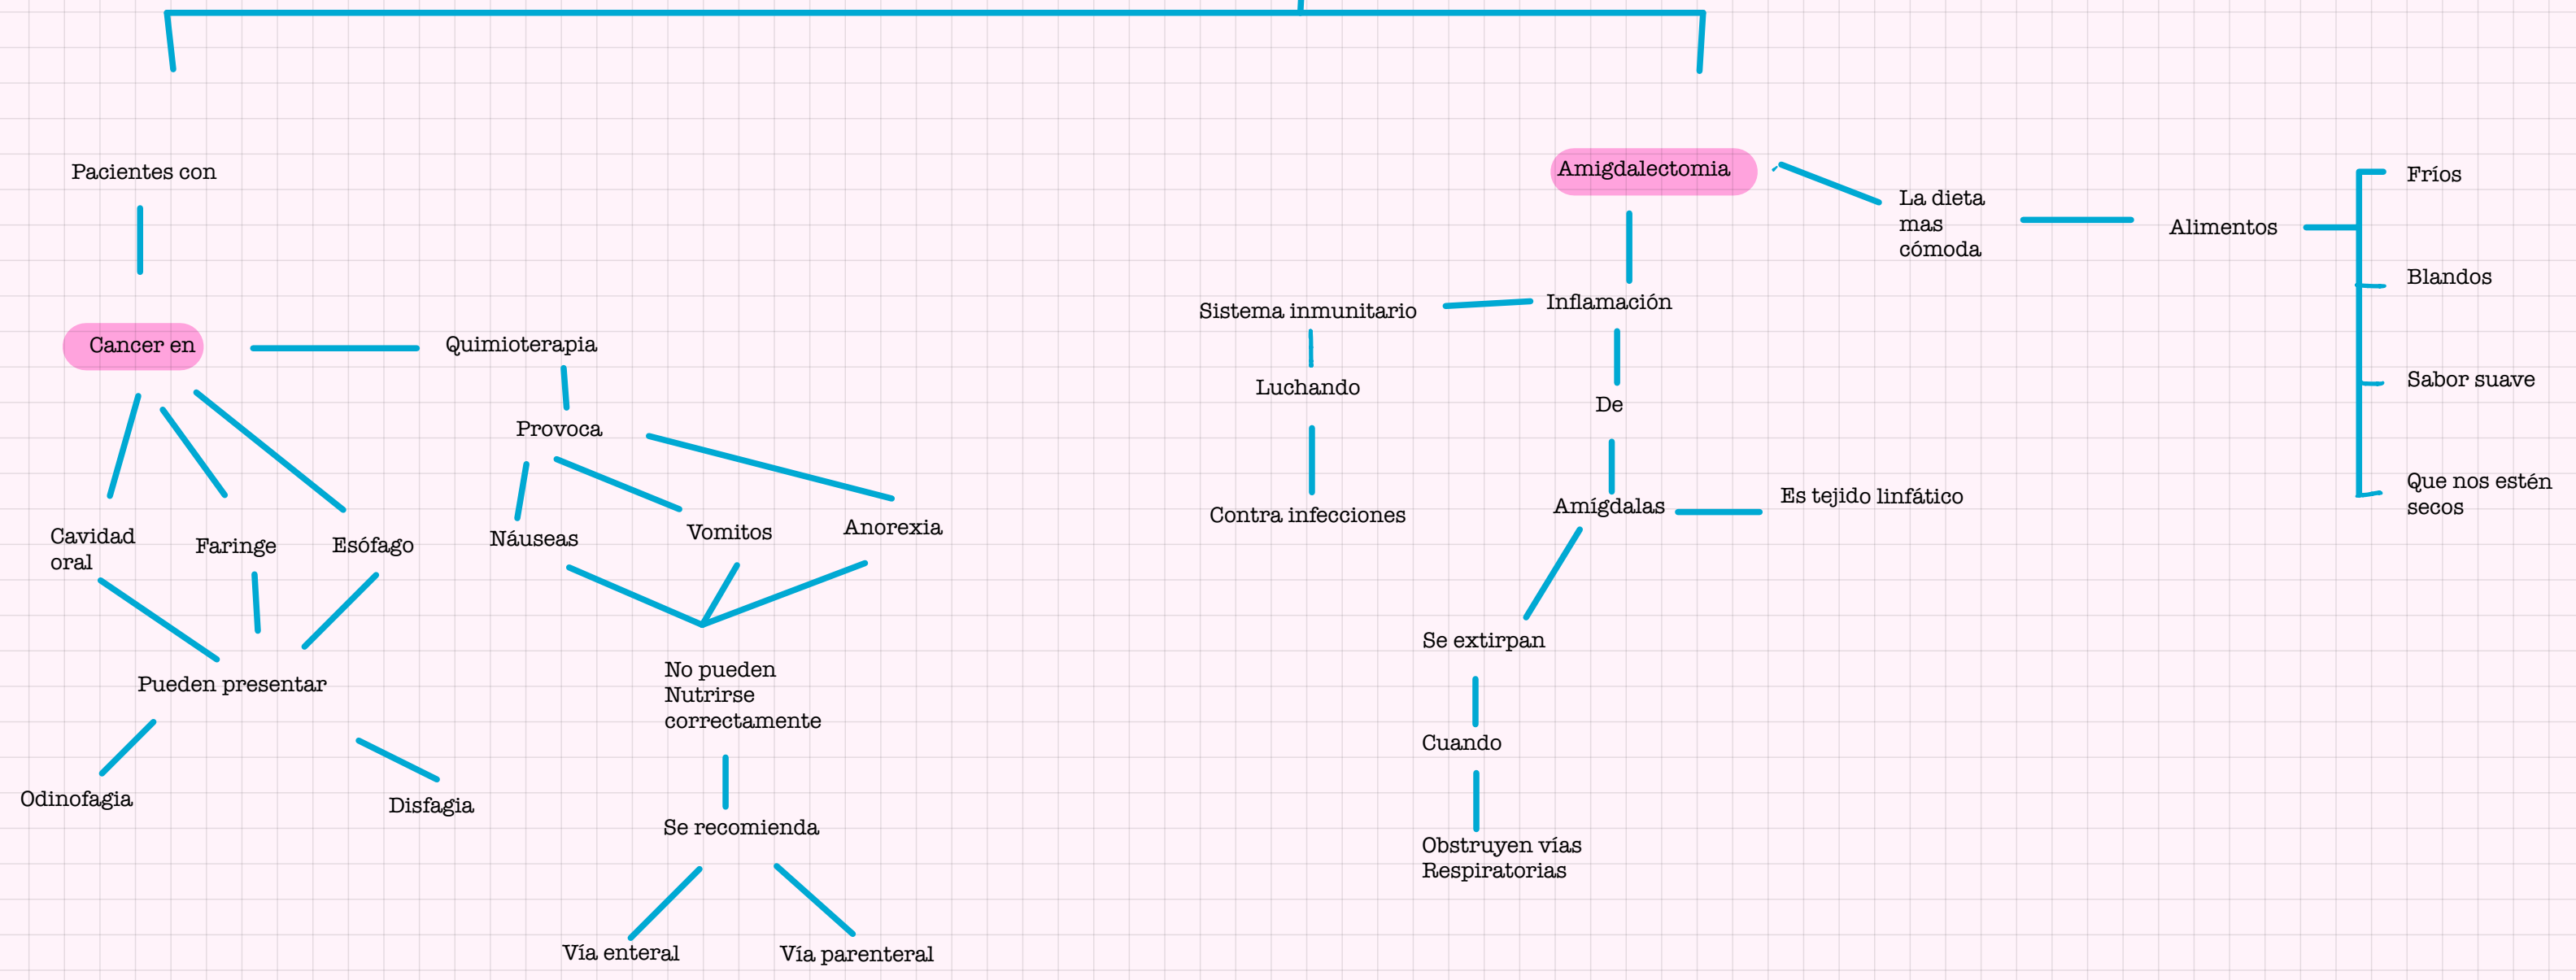 Pacientes con
Cancer en
Quimioterapia
Provoca
Cavidad
oral
Faringe
Esófago
Náuseas
Vomitos
Anorexia
Pueden presentar
Odinofagia
Disfagia
No pueden
Nutrirse
correctamente
Se recomienda
Vía enteral
Vía parenteral
Amigdalectomia
La dieta
mas
cómoda
Alimentos
Fríos
Blandos
Sabor suave
Que nos estén
secos
Sistema inmunitario
Inflamación
Luchando
De
Contra infecciones
Amígdalas
Es tejido linfático
Se extirpan
Cuando
Obstruyen vías
Respiratorias